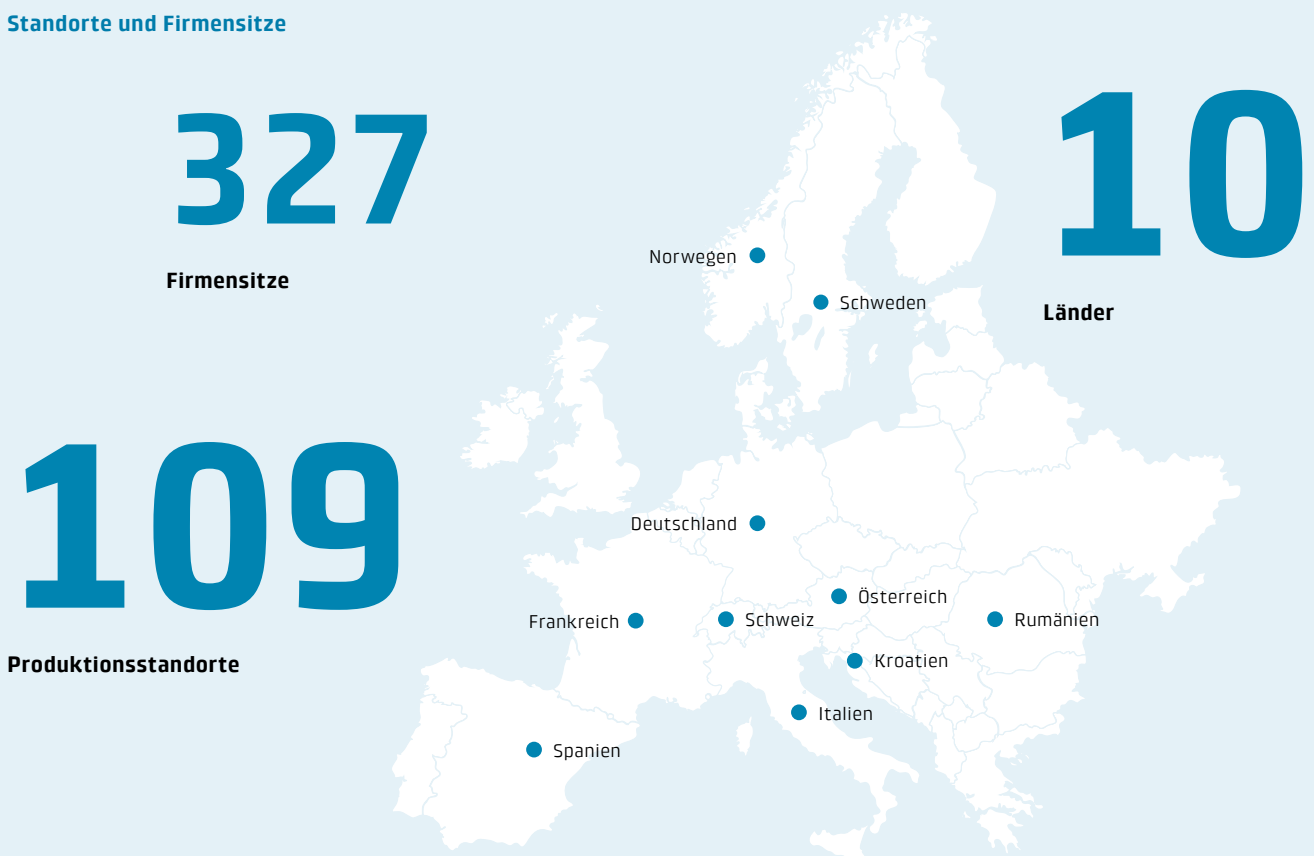 Standorte und Firmensitze
327
Firmensitze
10
Länder
109
Produktionsstandorte
Norwegen
Schweden
Deutschland
Österreich
Frankreich
Schweiz
Rumänien
Kroatien
Italien
Spanien